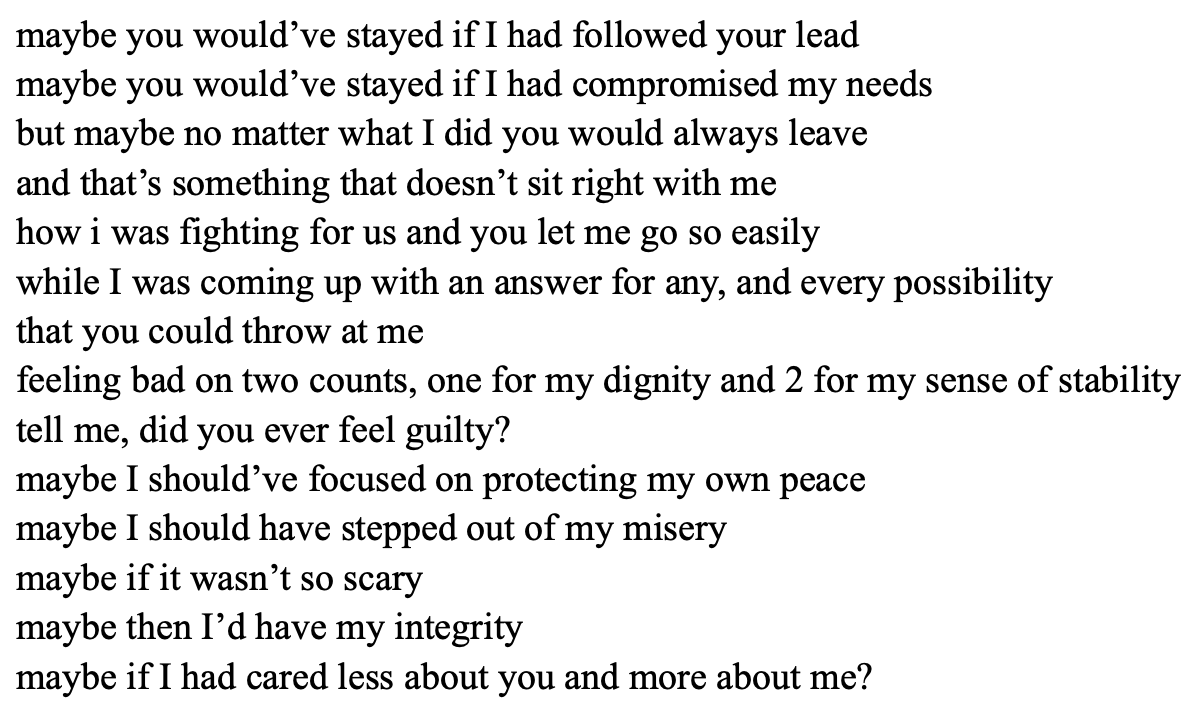 maybe you would’ve stayed if I had followed your lead
maybe you would’ve stayed if I had compromised my needs
but maybe no matter what I did you would always leave
and that’s something that doesn’t sit right with me
how i was fighting for us and you let me go so easily
while I was coming up with an answer for any, and every possibility
that you could throw at me
feeling bad on two counts, one for my dignity and 2 for my sense of stability
tell me, did you ever feel guilty?
maybe I should’ve focused on protecting my own peace
maybe I should have stepped out of my misery
maybe if it wasn’t so scary
maybe then I’d have my integrity
maybe if I had cared less about you and more about me?